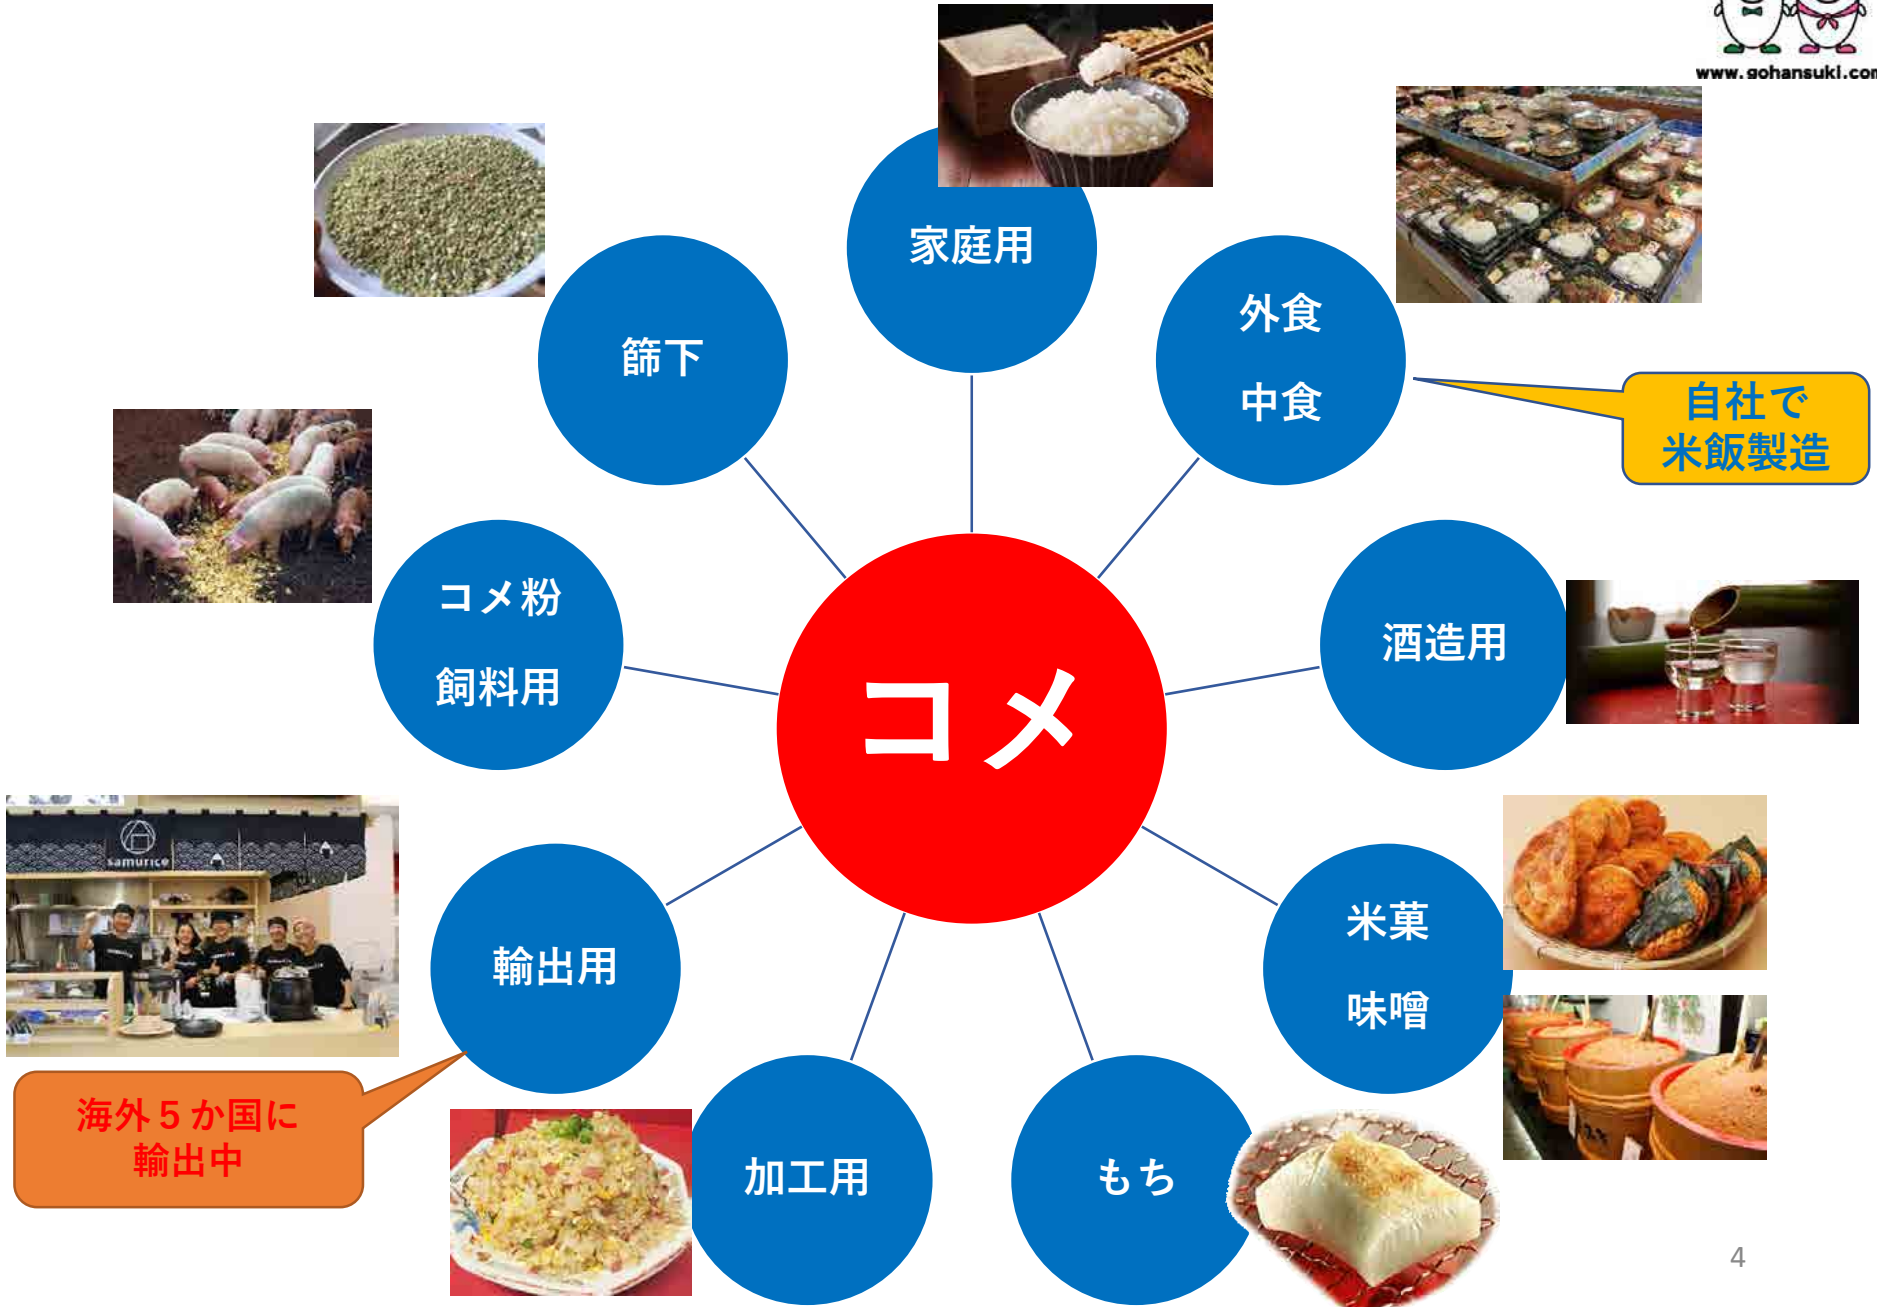 www.gohansuki.com
家庭用
外食
中食
自社で
米飯製造
篩下
コメ粉
飼料用
酒造用
コメ
samurice
輸出用
米菓
味噌
海外５か国に
輸出中
加工用
もち
4